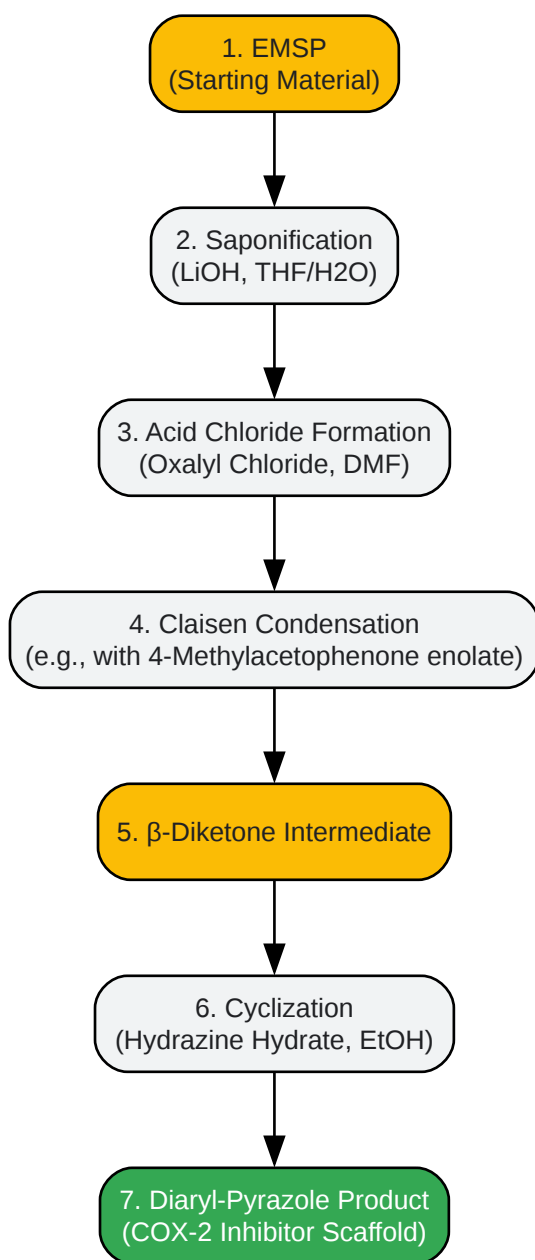 1. EMSP
(Starting Material)
2. Saponification
(LiOH, THF/H2O)
3. Acid Chloride Formation
(Oxalyl Chloride, DMF)
4. Claisen Condensation
(e.g., with 4-Methylacetophenone enolate)
5. β-Diketone Intermediate
6. Cyclization
(Hydrazine Hydrate, EtOH)
7. Diaryl-Pyrazole Product
(COX-2 Inhibitor Scaffold)